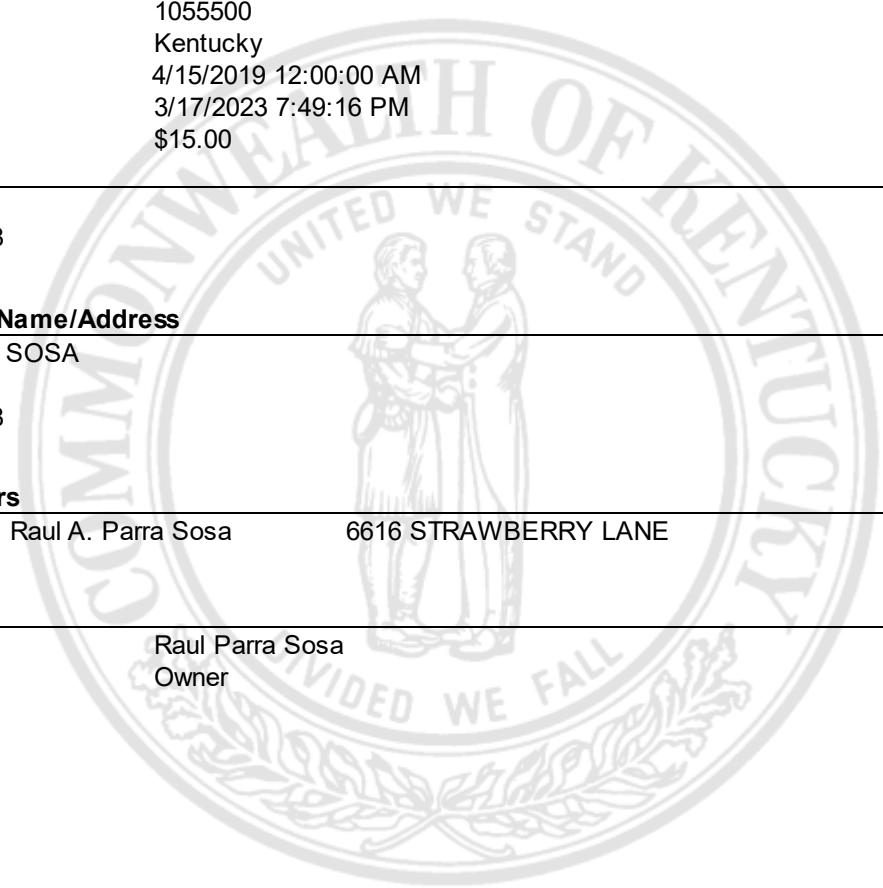 1055500
Kentucky
4/15/2019 12:00:00 AM
3/17/2023 7:49:16 PM
$15.00
Name/Address
SOSA
rs
Raul A. Parra Sosa 6616 STRAWBERRY LANE
Raul Parra Sosa
Owner
COMMONWEALTH OF KENTUCKY
UNITED WE STAND
DIVIDED WE FALL